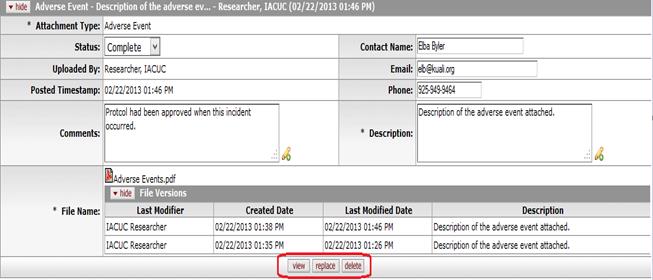 hide Adverse Event - Description of the adverse ev... - Researcher, IACUC (02/22/2013 01:46 PM)
* Attachment Type: Adverse Event
Status: Complete Contact Name: Elba Byler
Uploaded By: Researcher, IACUC Email: elb@kuali.org
Posted Timestamp: 02/22/2013 01:46 PM Phone: 925-949-9464
Comments: Protcol had been approved when this incident
occurred.
* Description: Description of the adverse event attached.
* File Name: Adverse Events.pdf
hide File Versions
Last Modifier Created Date Last Modified Date Description
IACUC Researcher 02/22/2013 01:38 PM 02/22/2013 01:46 PM Description of the adverse event attached.
IACUC Researcher 02/22/2013 01:35 PM 02/22/2013 01:26 PM Description of the adverse event attached.
view replace delete